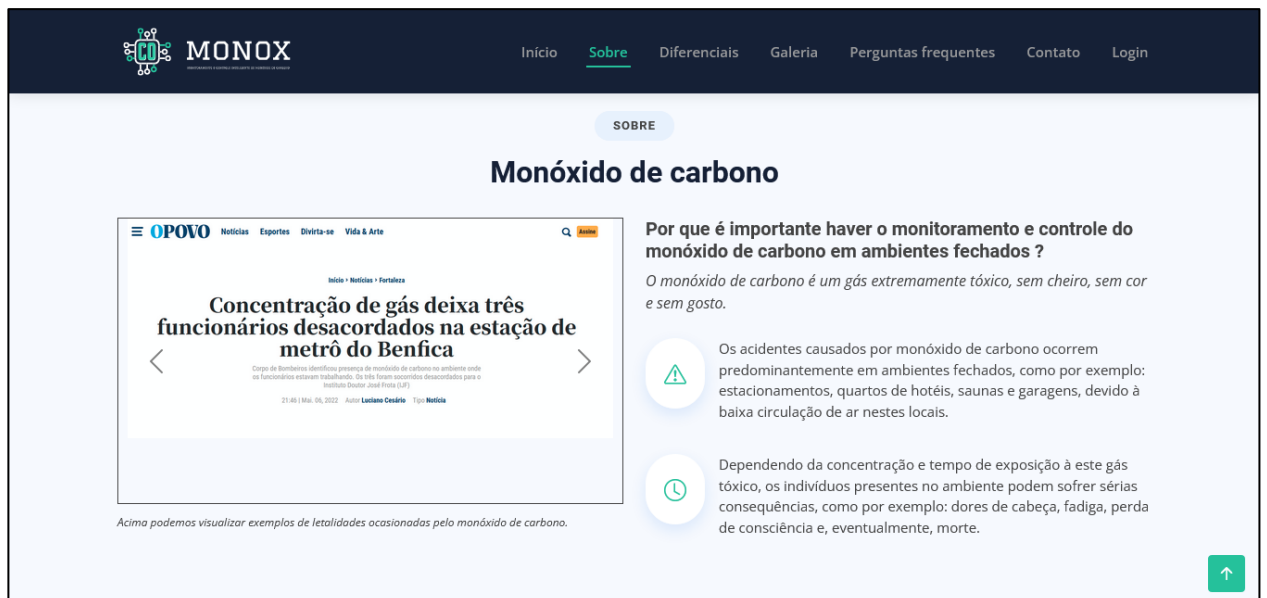 CO MONOX
Início Sobre Diferenciais Galeria Perguntas frequentes Contato Login
SOBRE
Monóxido de carbono
OPOVO Notícias Esportes Divirta-se Vida & Arte Assine
Início > Notícias > Fortaleza
Concentração de gás deixa três
funcionários desacordados na estação de
metrô do Benfica
Corpo de Bombeiros identificou presença de monóxido de carbono no ambiente onde
os funcionários estavam trabalhando. Os três foram socorridos desacordados para o
Instituto Doutor José Frota (IJF)
21:46 | Mai. 06, 2022 Autor Luciano Cesário Tipo Notícia
Acima podemos visualizar exemplos de letalidades ocasionadas pelo monóxido de carbono.
Por que é importante haver o monitoramento e controle do
monóxido de carbono em ambientes fechados ?
O monóxido de carbono é um gás extremamente tóxico, sem cheiro, sem cor
e sem gosto.
Os acidentes causados por monóxido de carbono ocorrem
predominantemente em ambientes fechados, como por exemplo:
estacionamentos, quartos de hotéis, saunas e garagens, devido à
baixa circulação de ar nestes locais.
Dependendo da concentração e tempo de exposição à este gás
tóxico, os indivíduos presentes no ambiente podem sofrer sérias
consequências, como por exemplo: dores de cabeça, fadiga, perda
de consciência e, eventualmente, morte.